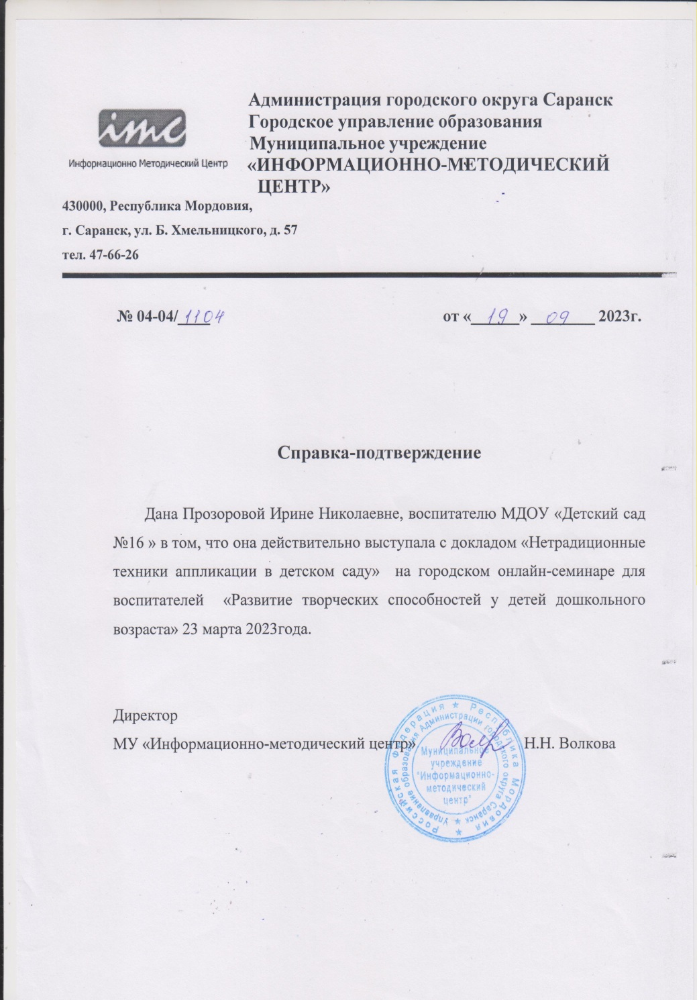 Администрация городского округа Саранск
Городское управление образования
Муниципальное учреждение
«ИНФОРМАЦИОННО-МЕТОДИЧЕСКИЙ
ЦЕНТР»
imc
Информационно Методический Центр
430000, Республика Мордовия,
г. Саранск, ул. Б. Хмельницкого, д. 57
тел. 47-66-26
№ 04-04/1104
от «19» 09 2023г.
Справка-подтверждение
Дана Прозоровой Ирине Николаевне, воспитателю МДОУ «Детский сад
№16 » в том, что она действительно выступала с докладом «Нетрадиционные
техники аппликации в детском саду» на городском онлайн-семинаре для
воспитателей «Развитие творческих способностей у детей дошкольного
возраста» 23 марта 2023года.
Директор
МУ «Информационно-методический центр» Н.Н. Волкова
Российская Федерация ★ Республика Мордовия ★
Управление образования Администрации городского округа Саранск ★
Муниципальное
учреждение
"Информационно-
методический
центр"